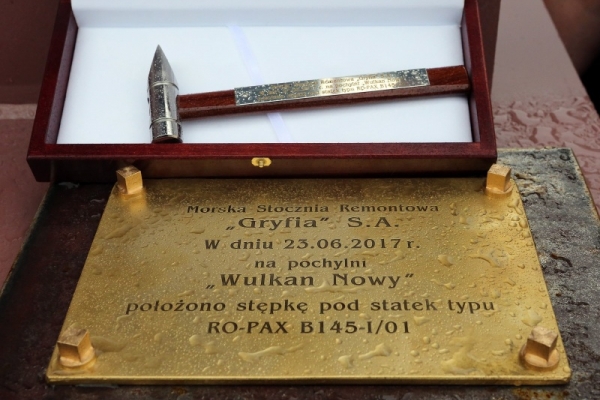 Morska Stocznia Remontowa
„Gryfia” S.A.
W dniu 23.06.2017 r.
na pochylni
„Wulkan Nowy”
położono stępkę pod statek typu
RO-PAX B145-I/01